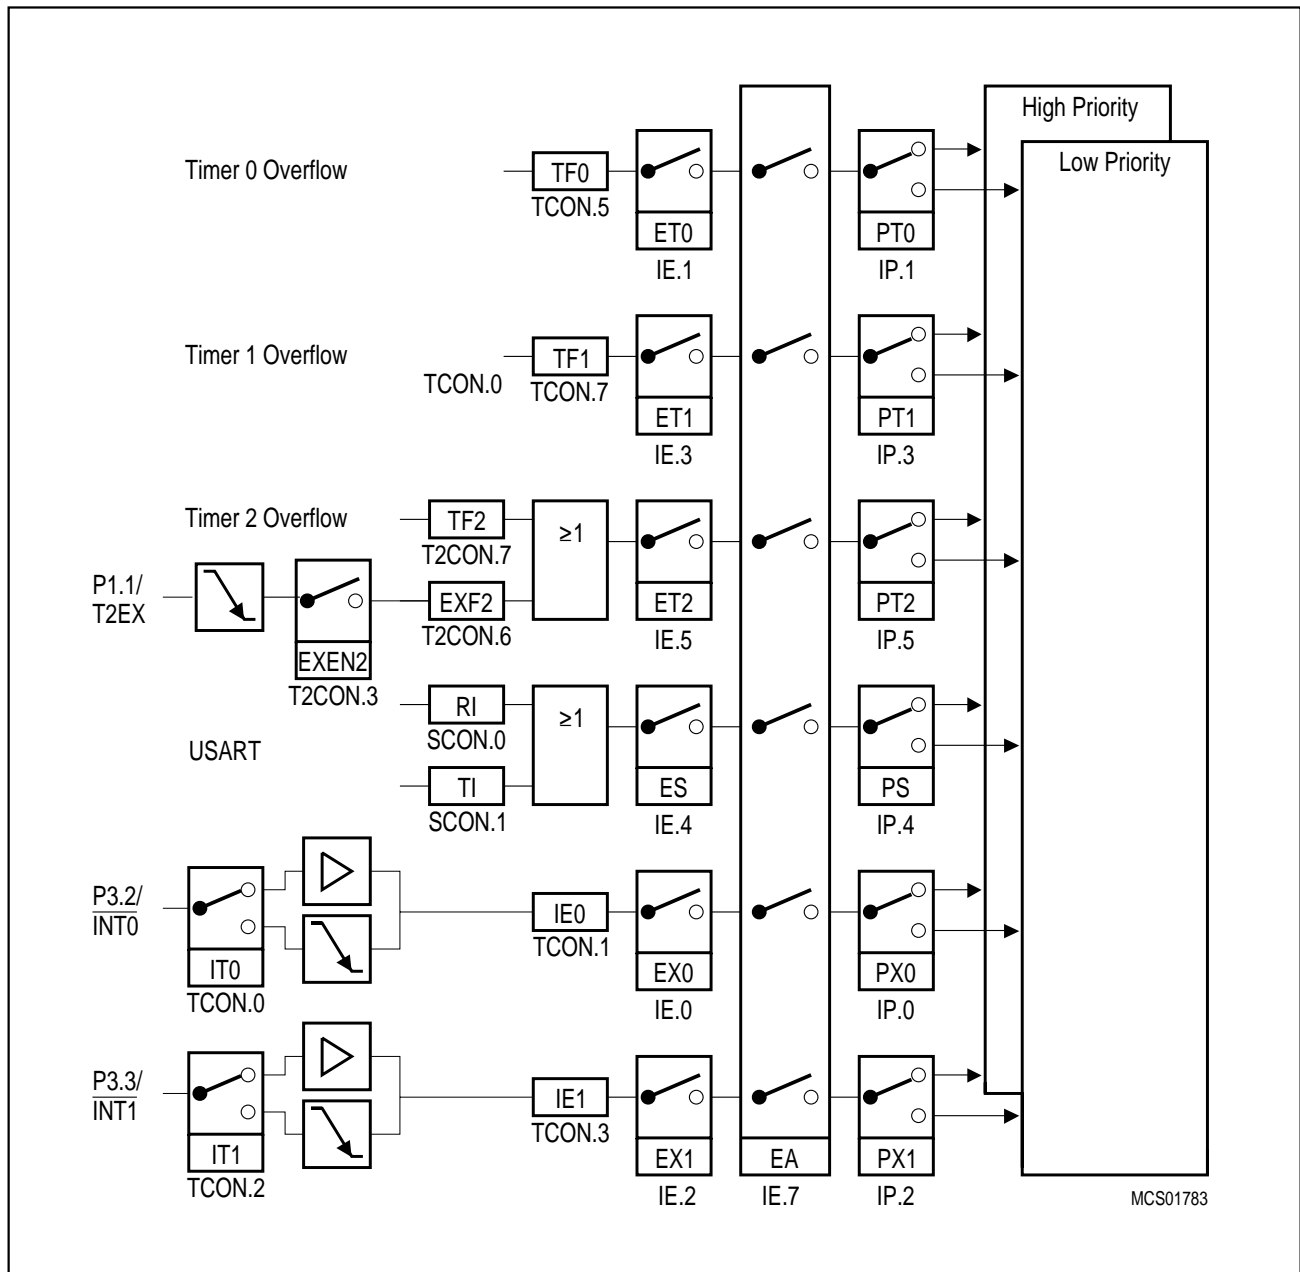 High Priority
Low Priority
Timer 0 Overflow
TF0
TCON.5
ET0
IE.1
PT0
IP.1
Timer 1 Overflow
TCON.0
TF1
TCON.7
ET1
IE.3
PT1
IP.3
Timer 2 Overflow
TF2
T2CON.7
≥1
P1.1/
T2EX
EXEN2
T2CON.3
EXF2
T2CON.6
ET2
IE.5
PT2
IP.5
USART
RI
SCON.0
≥1
TI
SCON.1
ES
IE.4
PS
IP.4
P3.2/
INT0
IT0
TCON.0
IE0
TCON.1
EX0
IE.0
PX0
IP.0
P3.3/
INT1
IT1
TCON.2
IE1
TCON.3
EX1
IE.2
EA
IE.7
PX1
IP.2
MCS01783